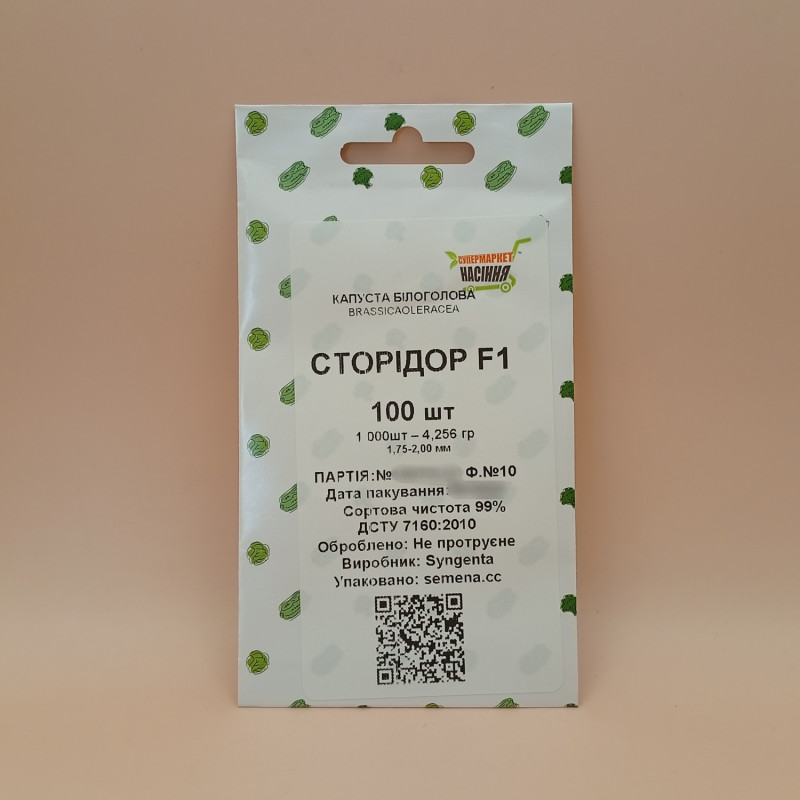 СУПЕРМАРКЕТ
НАСІННЯ
КАПУСТА БІЛОГОЛОВА
BRASSICAOLERACEA
СТОРІДОР F1
100 шт
1 000шт – 4,256 гр
1,75-2,00 мм
ПАРТІЯ:№ Ф.№10
Дата пакування:
Сортова чистота 99%
ДСТУ 7160:2010
Оброблено: Не протруєне
Виробник: Syngenta
Упаковано: semena.cc